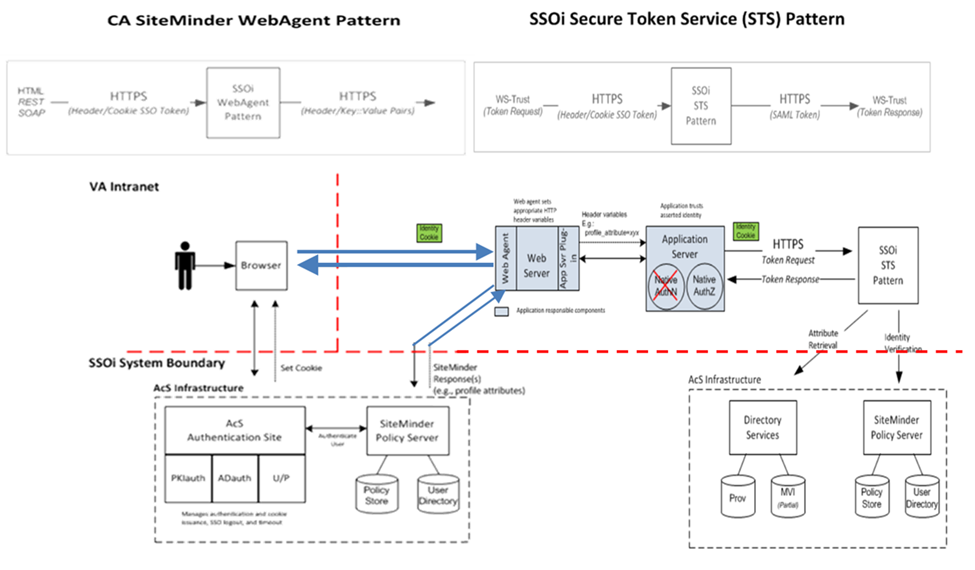 CA SiteMinder WebAgent Pattern
SSOi Secure Token Service (STS) Pattern
HTML
REST
SOAP
HTTPS
(Header/Cookie SSO Token)
SSOi
WebAgent
Pattern
HTTPS
(Header/Key::Value Pairs)
WS-Trust
(Token Request)
HTTPS
(Header/Cookie SSO Token)
SSOi
STS
Pattern
HTTPS
(SAML Token)
WS-Trust
(Token Response)
VA Intranet
Browser
Identity
Cookie
Web agent sets
appropriate HTTP
header variables
Web Agent
Web
Server
App Svr Plug-
in
Header variables
E.g.:
profile_attribute=xyx
Application trusts
asserted identity
Application
Server
Native
AuthN
Native
AuthZ
Identity
Cookie
HTTPS
Token Request
Token Response
SSOi
STS
Pattern
Application responsible components
Attribute
Retrieval
Identity
Verification
SSOi System Boundary
Set Cookie
SiteMinder
Response(s)
(e.g., profile attributes)
AcS Infrastructure
AcS
Authentication Site
PKIauth
ADauth
U/P
Manages authentication and cookie
issuance, SSO logout, and timeout
Authenticate
User
SiteMinder
Policy Server
Policy
Store
User
Directory
AcS Infrastructure
Directory
Services
Prov
MVI
(Partial)
SiteMinder
Policy Server
Policy
Store
User
Directory